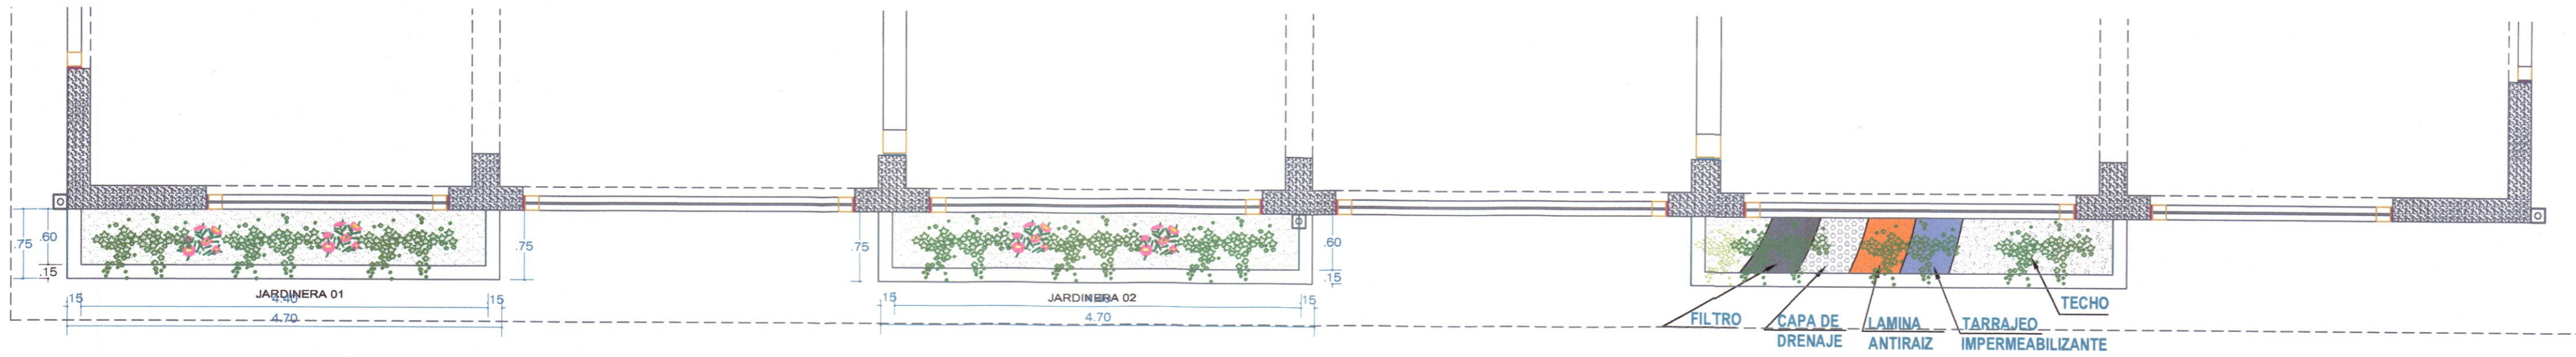 .75
.60
.15
.75
JARDINERA 01
15
4.40
15
4.70
.75
.60
.15
JARDINERA 02
15
15
4.70
FILTRO
CAPA DE
DRENAJE
LAMINA
ANTIRAIZ
TARRAJEO
IMPERMEABILIZANTE
TECHO